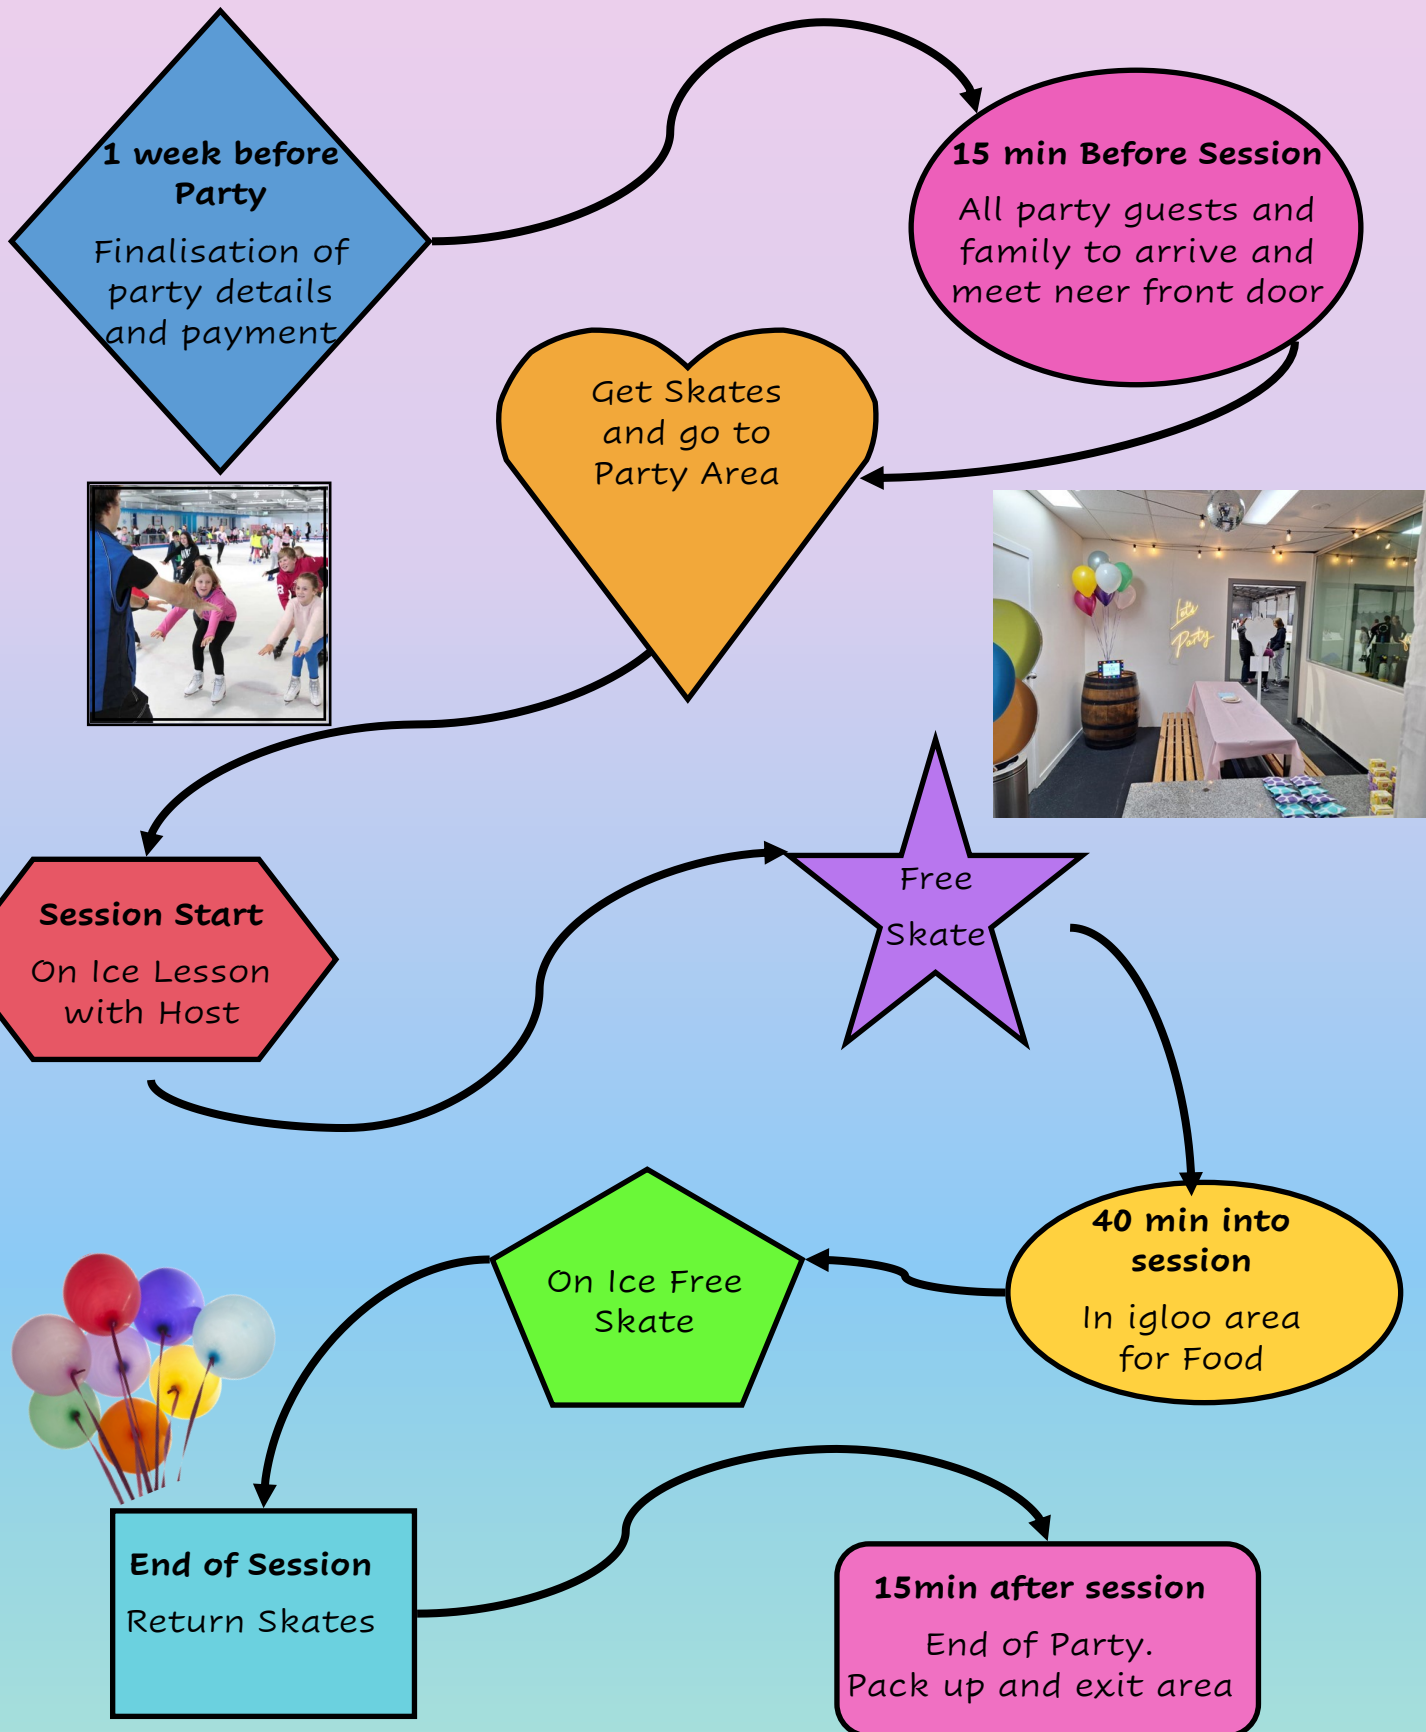 1 week before
Party
Finalisation of
party details
and payment
15 min Before Session
All party guests and
family to arrive and
meet neer front door
Get Skates
and go to
Party Area
Let's
Party
Session Start
On Ice Lesson
with Host
Free
Skate
40 min into
session
In igloo area
for Food
On Ice Free
Skate
End of Session
Return Skates
15min after session
End of Party.
Pack up and exit area